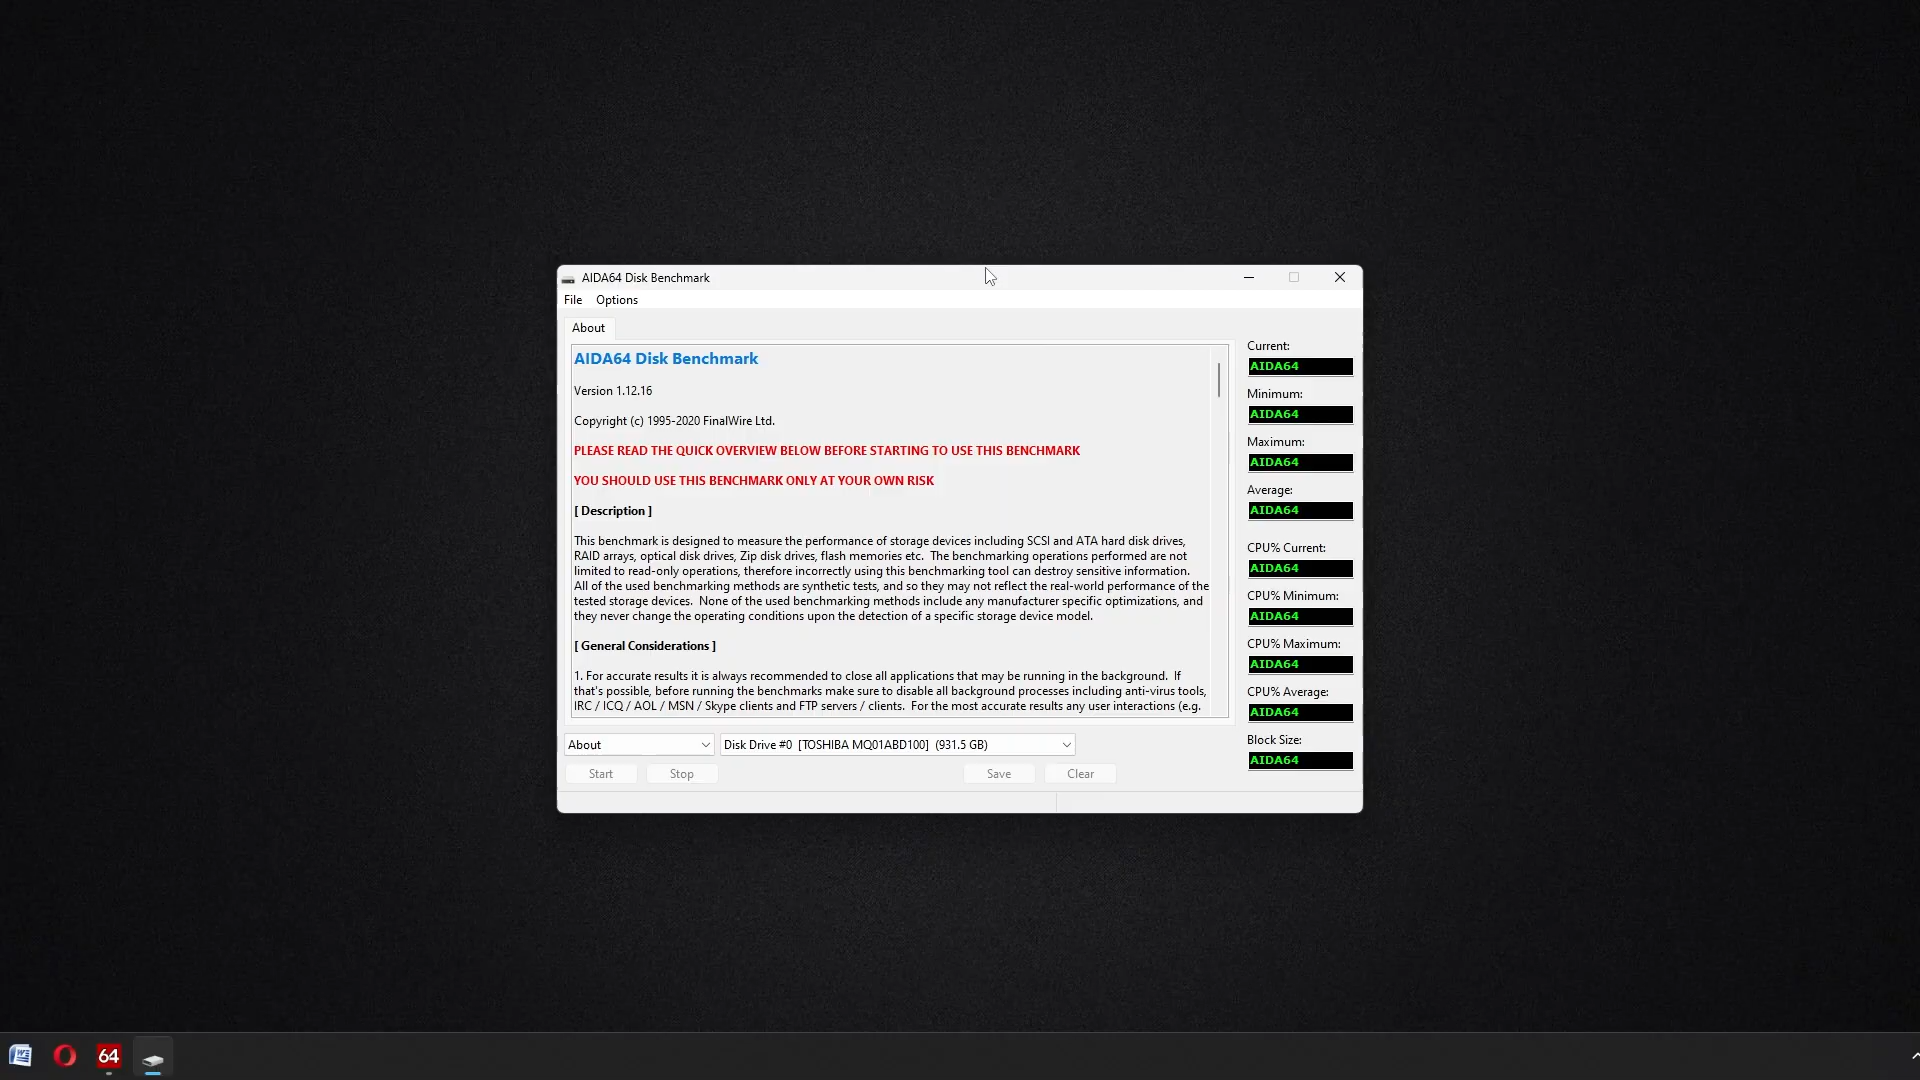 AIDA64 Disk Benchmark
File Options
About
AIDA64 Disk Benchmark
Version 1.12.16
Copyright (c) 1995-2020 FinalWire Ltd.
PLEASE READ THE QUICK OVERVIEW BELOW BEFORE STARTING TO USE THIS BENCHMARK
YOU SHOULD USE THIS BENCHMARK ONLY AT YOUR OWN RISK
[ Description ]
This benchmark is designed to measure the performance of storage devices including SCSI and ATA hard disk drives,
RAID arrays, optical disk drives, Zip disk drives, flash memories etc. The benchmarking operations performed are not
limited to read-only operations, therefore incorrectly using this benchmarking tool can destroy sensitive information.
All of the used benchmarking methods are synthetic tests, and so they may not reflect the real-world performance of the
tested storage devices. None of the used benchmarking methods include any manufacturer specific optimizations, and
they never change the operating conditions upon the detection of a specific storage device model.
[ General Considerations ]
1. For accurate results it is always recommended to close all applications that may be running in the background. If
that's possible, before running the benchmarks make sure to disable all background processes including anti-virus tools,
IRC / ICQ / AOL / MSN / Skype clients and FTP servers / clients. For the most accurate results any user interactions (e.g.
Current:
AIDA64
Minimum:
AIDA64
Maximum:
AIDA64
Average:
AIDA64
CPU% Current:
AIDA64
CPU% Minimum:
AIDA64
CPU% Maximum:
AIDA64
CPU% Average:
AIDA64
Block Size:
AIDA64
About
Disk Drive #0 [TOSHIBA MQ01ABD100] (931.5 GB)
Start Stop Save Clear
64